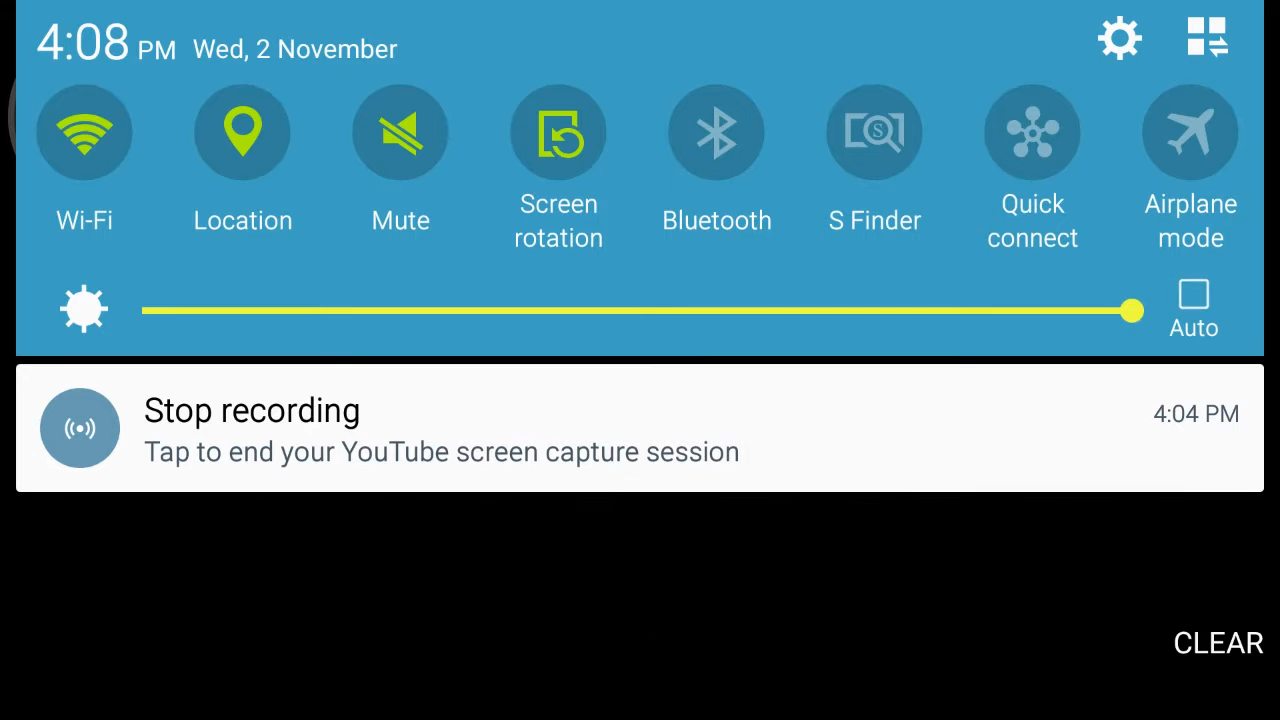 4:08 PM Wed, 2 November
Wi-Fi
Location
Mute
Screen
rotation
Bluetooth
S
S Finder
Quick
connect
Airplane
mode
Auto
Stop recording
4:04 PM
Tap to end your YouTube screen capture session
CLEAR